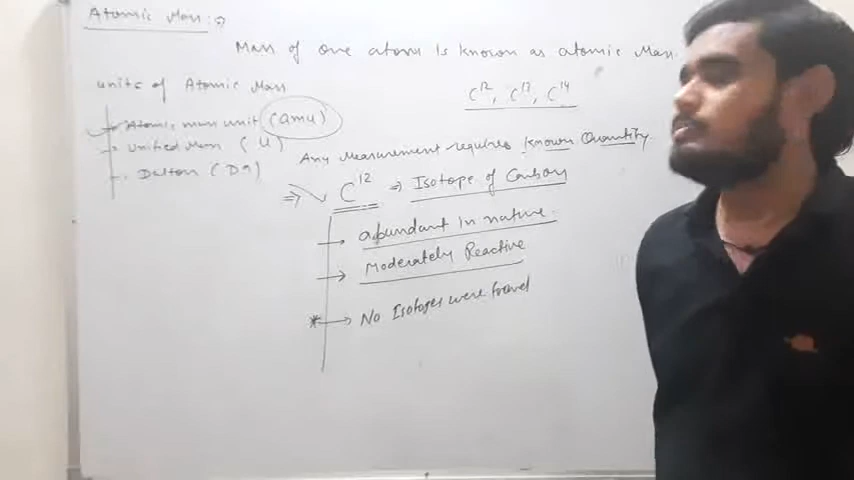 Atomic Mass :-
Mass of one atom is known as atomic Mass.
units of Atomic Mass
C12, C13, C14
Atomic mass unit (amu)
Unified Mass (U)
Any Measurement requires known Quantity.
Dalton (Da)
⇒ C12 ⇒ Isotope of Carbon
→ abundant in nature.
→ Moderately Reactive
* → No Isotopes were